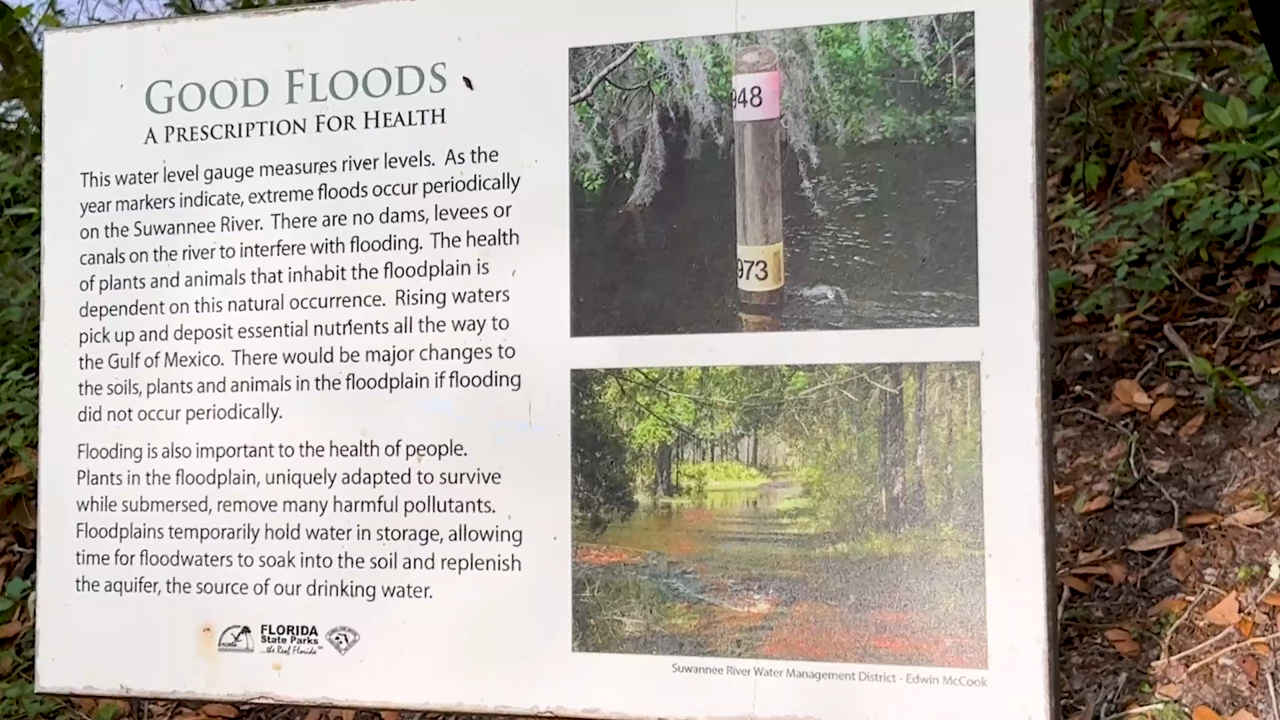 GOOD FLOODS
A PRESCRIPTION FOR HEALTH
This water level gauge measures river levels. As the
year markers indicate, extreme floods occur periodically
on the Suwannee River. There are no dams, levees or
canals on the river to interfere with flooding. The health
of plants and animals that inhabit the floodplain is
dependent on this natural occurrence. Rising waters
pick up and deposit essential nutrients all the way to
the Gulf of Mexico. There would be major changes to
the soils, plants and animals in the floodplain if flooding
did not occur periodically.
Flooding is also important to the health of people.
Plants in the floodplain, uniquely adapted to survive
while submersed, remove many harmful pollutants.
Floodplains temporarily hold water in storage, allowing
time for floodwaters to soak into the soil and replenish
the aquifer, the source of our drinking water.
FLORIDA
State Parks
...the Real Florida™
948
973
Suwannee River Water Management District - Edwin McCook